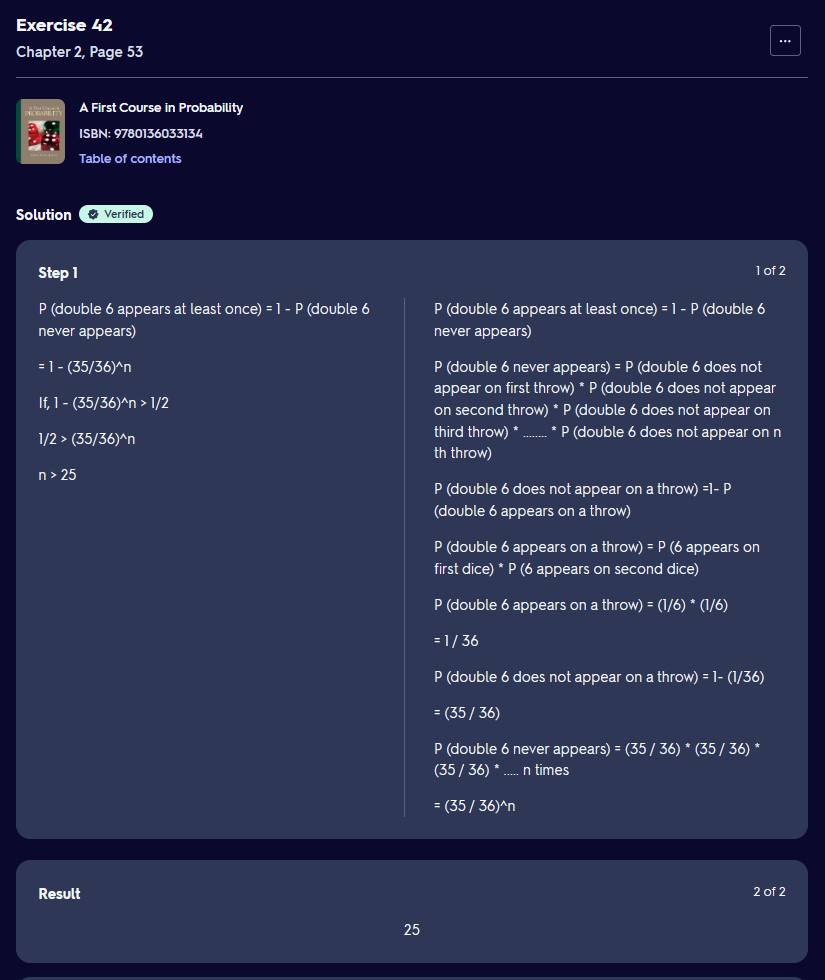 Exercise 42
Chapter 2, Page 53
...
A First Course in Probability
ISBN: 9780136033134
Table of contents
PROBABILITY
Solution
Verified
Step 1
1 of 2
P (double 6 appears at least once) = 1 - P (double 6
never appears)
= 1 - (35/36)^n
If, 1 - (35/36)^n > 1/2
1/2 > (35/36)^n
n > 25
P (double 6 appears at least once) = 1 - P (double 6
never appears)
P (double 6 never appears) = P (double 6 does not
appear on first throw) * P (double 6 does not appear
on second throw) * P (double 6 does not appear on
third throw) * ........ * P (double 6 does not appear on n
th throw)
P (double 6 does not appear on a throw) =1- P
(double 6 appears on a throw)
P (double 6 appears on a throw) = P (6 appears on
first dice) * P (6 appears on second dice)
P (double 6 appears on a throw) = (1/6) * (1/6)
= 1 / 36
P (double 6 does not appear on a throw) = 1- (1/36)
= (35 / 36)
P (double 6 never appears) = (35 / 36) * (35 / 36) *
(35 / 36) * ..... n times
= (35 / 36)^n
Result
2 of 2
25